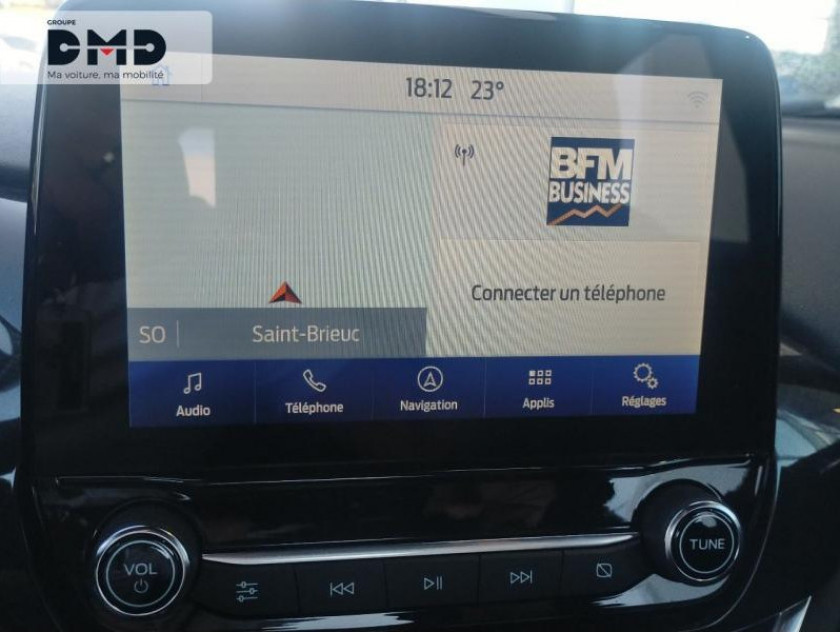 GROUPE
DMD
Ma voiture, ma mobilité
18:12 23°
BFM
BUSINESS
Connecter un téléphone
SO Saint-Brieuc
Audio Téléphone Navigation Applis Réglages
VOL
TUNE